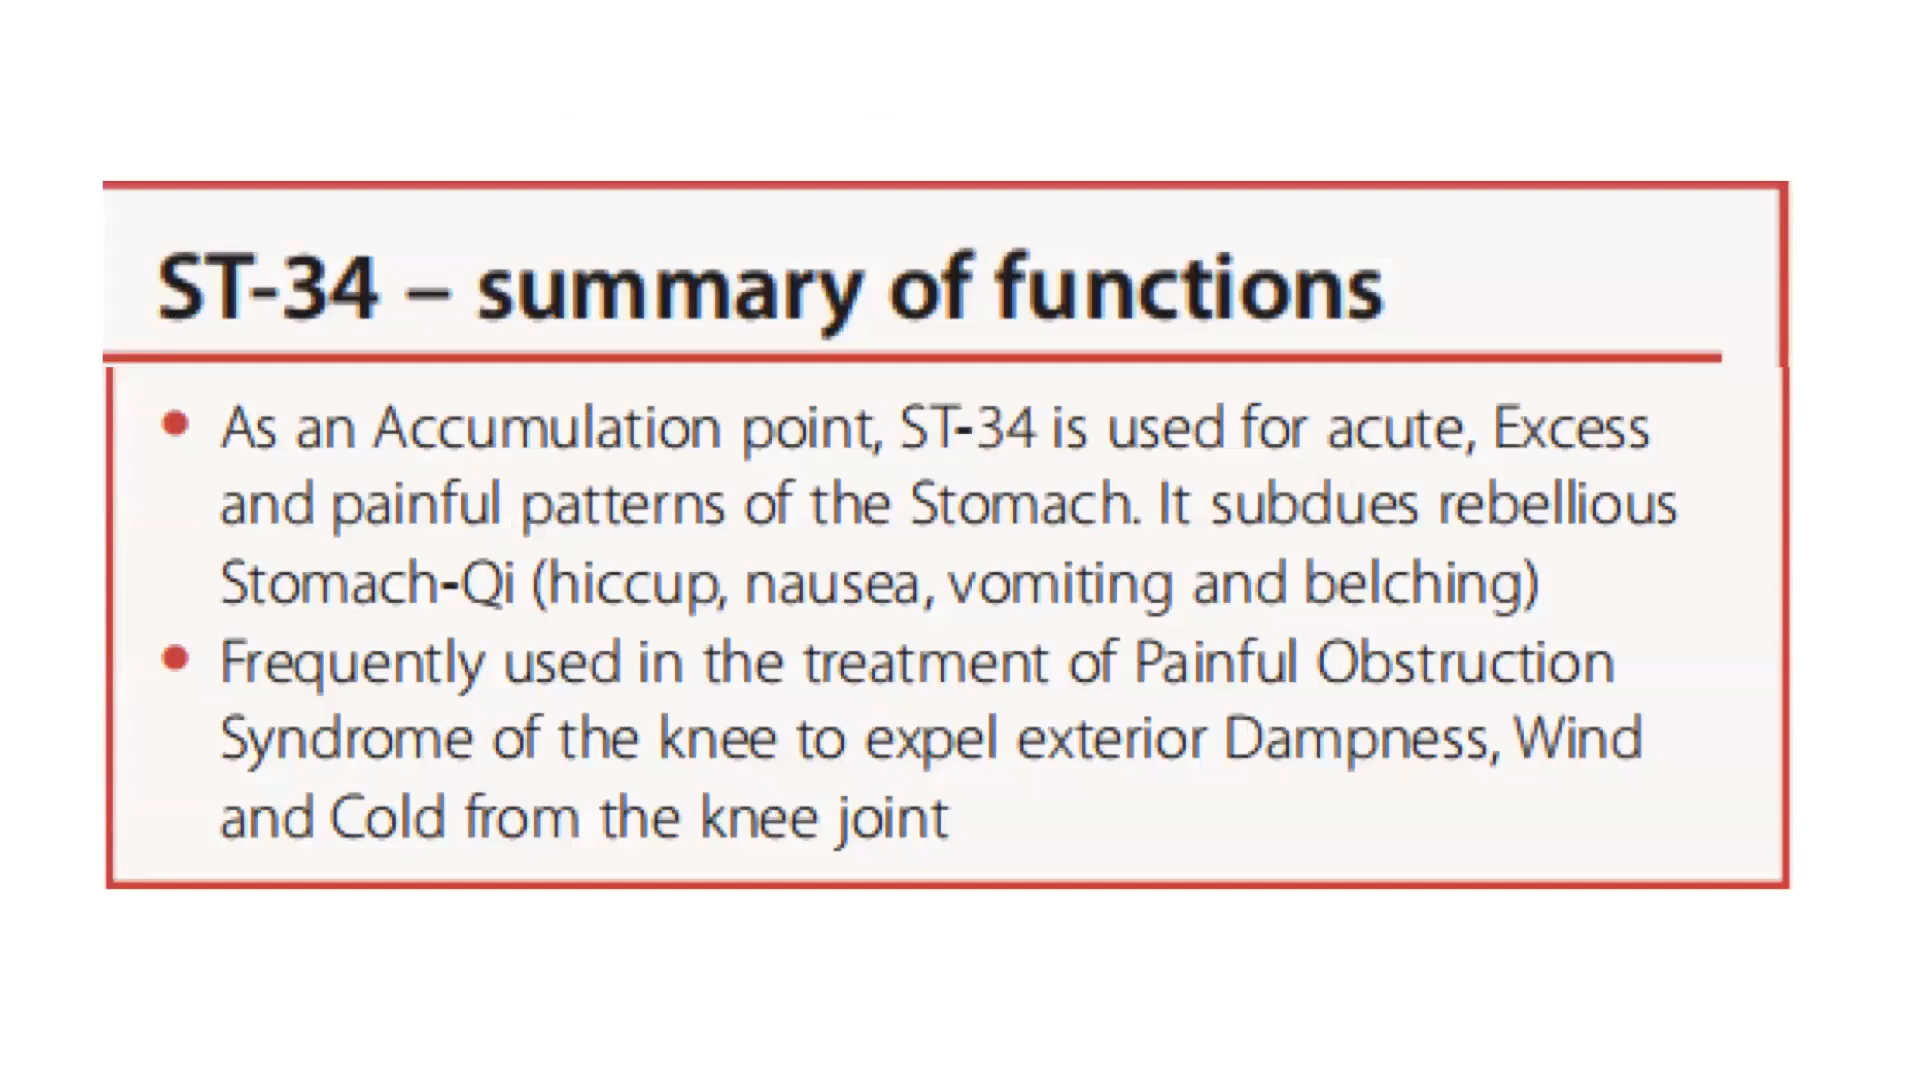 ST-34 – summary of functions
• As an Accumulation point, ST-34 is used for acute, Excess
and painful patterns of the Stomach. It subdues rebellious
Stomach-Qi (hiccup, nausea, vomiting and belching)
• Frequently used in the treatment of Painful Obstruction
Syndrome of the knee to expel exterior Dampness, Wind
and Cold from the knee joint